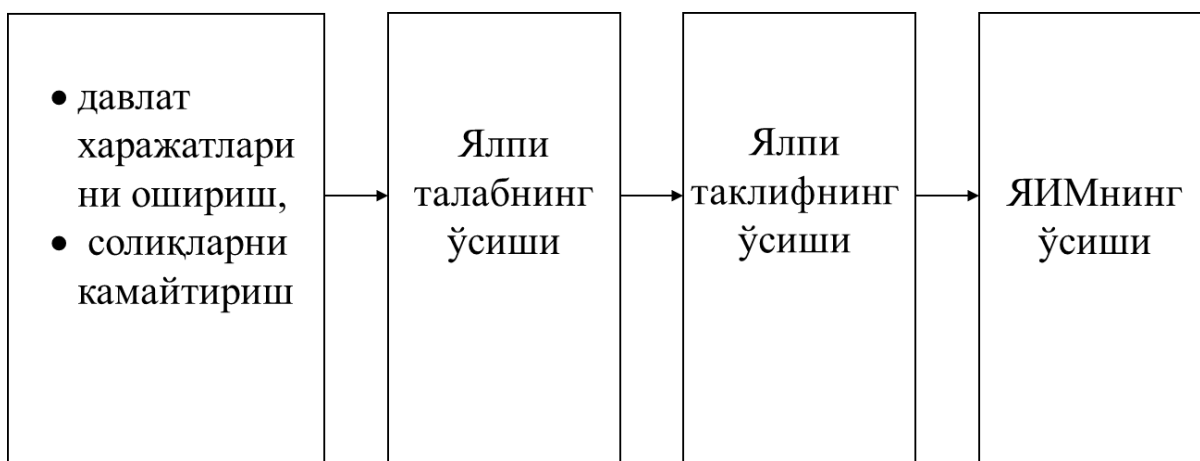 • давлат
харажатлари
ни ошириш,
• солиқларни
камайтириш
Ялпи
талабнинг
ўсиши
Ялпи
таклифнинг
ўсиши
ЯИМнинг
ўсиши